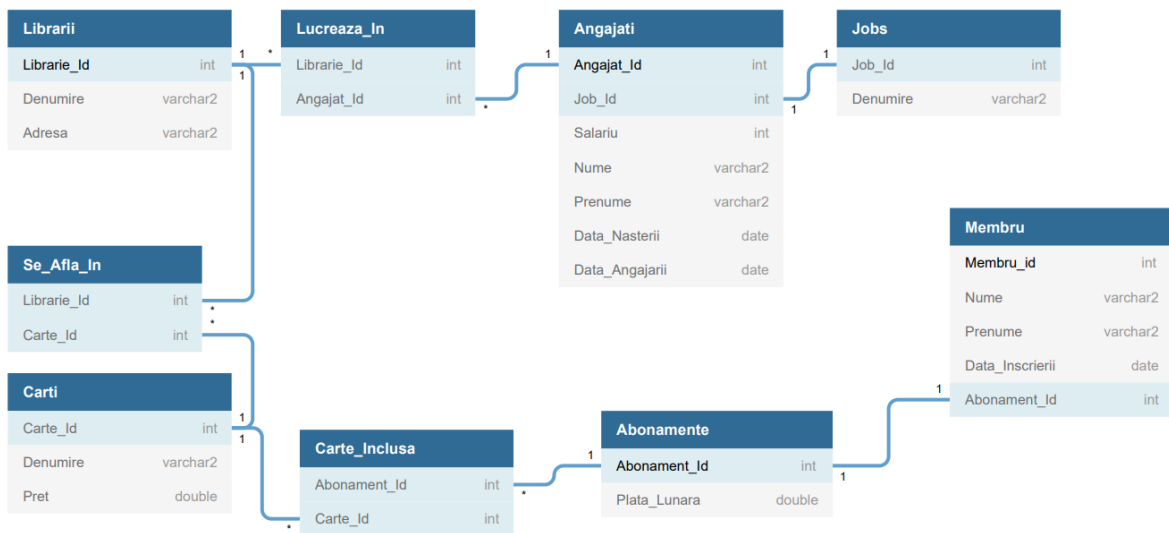 Librarii
Librarie_Id int
Denumire varchar2
Adresa varchar2
1
1
*
Lucreaza_In
Librarie_Id int
Angajat_Id int
*
1
Angajati
Angajat_Id int
Job_Id int
Salariu int
Nume varchar2
Prenume varchar2
Data_Nasterii date
Data_Angajarii date
1
1
Jobs
Job_Id int
Denumire varchar2
Se_Afla_In
Librarie_Id int
Carte_Id int
*
*
Carti
Carte_Id int
Denumire varchar2
Pret double
1
1
*
Carte_Inclusa
Abonament_Id int
Carte_Id int
*
1
Abonamente
Abonament_Id int
Plata_Lunara double
1
1
Membru
Membru_id int
Nume varchar2
Prenume varchar2
Data_Inscrierii date
Abonament_Id int